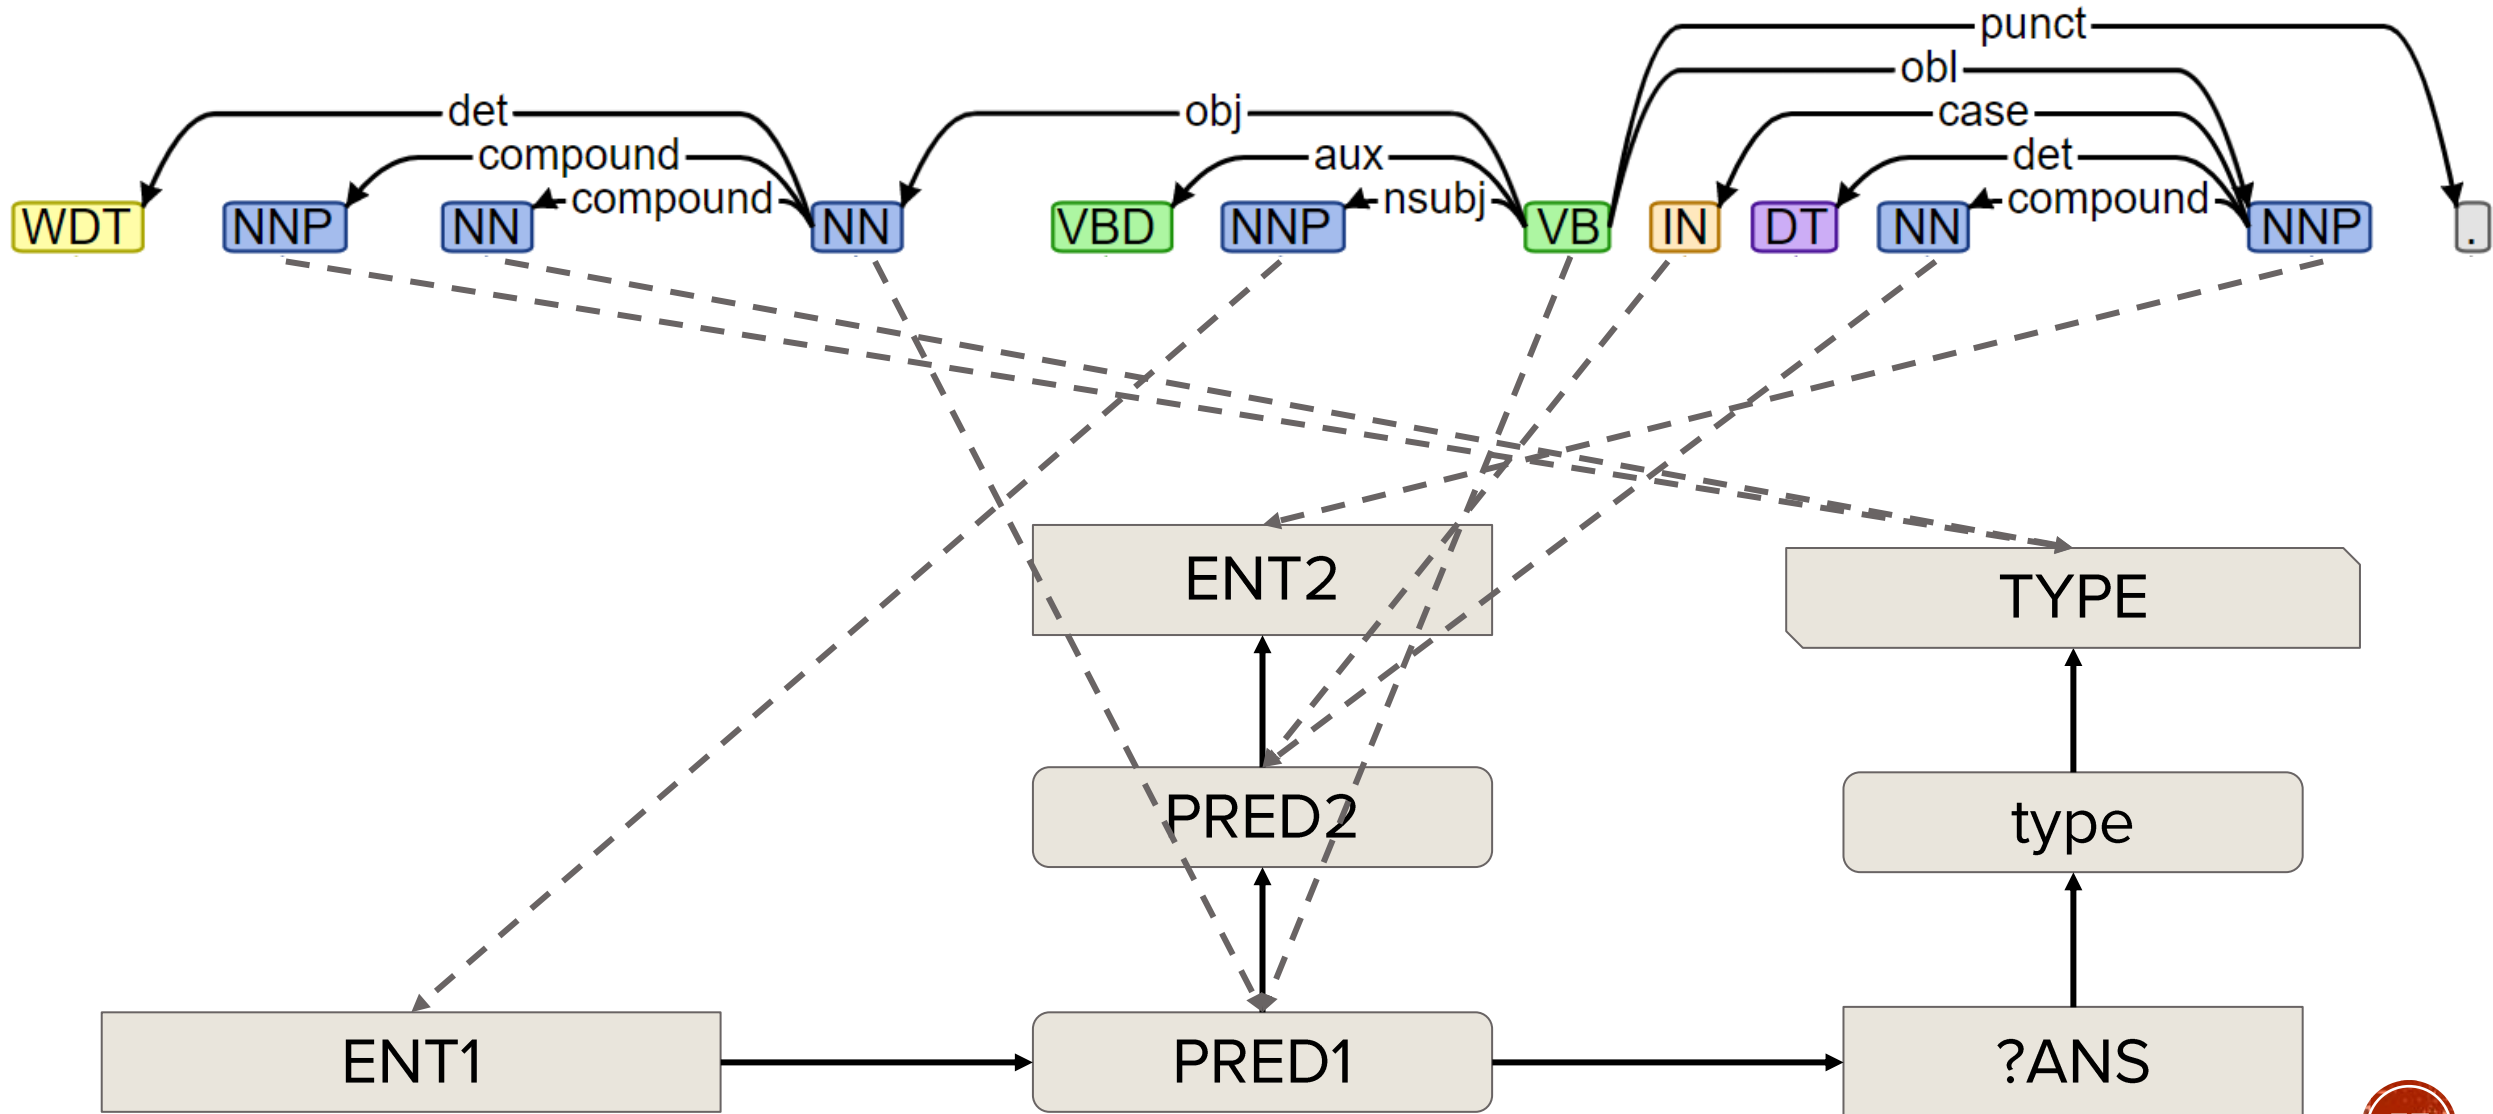 punct
obl
det obj case
compound aux det
compound nsubj compound
WDT NNP NN NN VBD NNP VB IN DT NN NNP .
ENT2 TYPE
PRED2 type
ENT1 PRED1 ?ANS